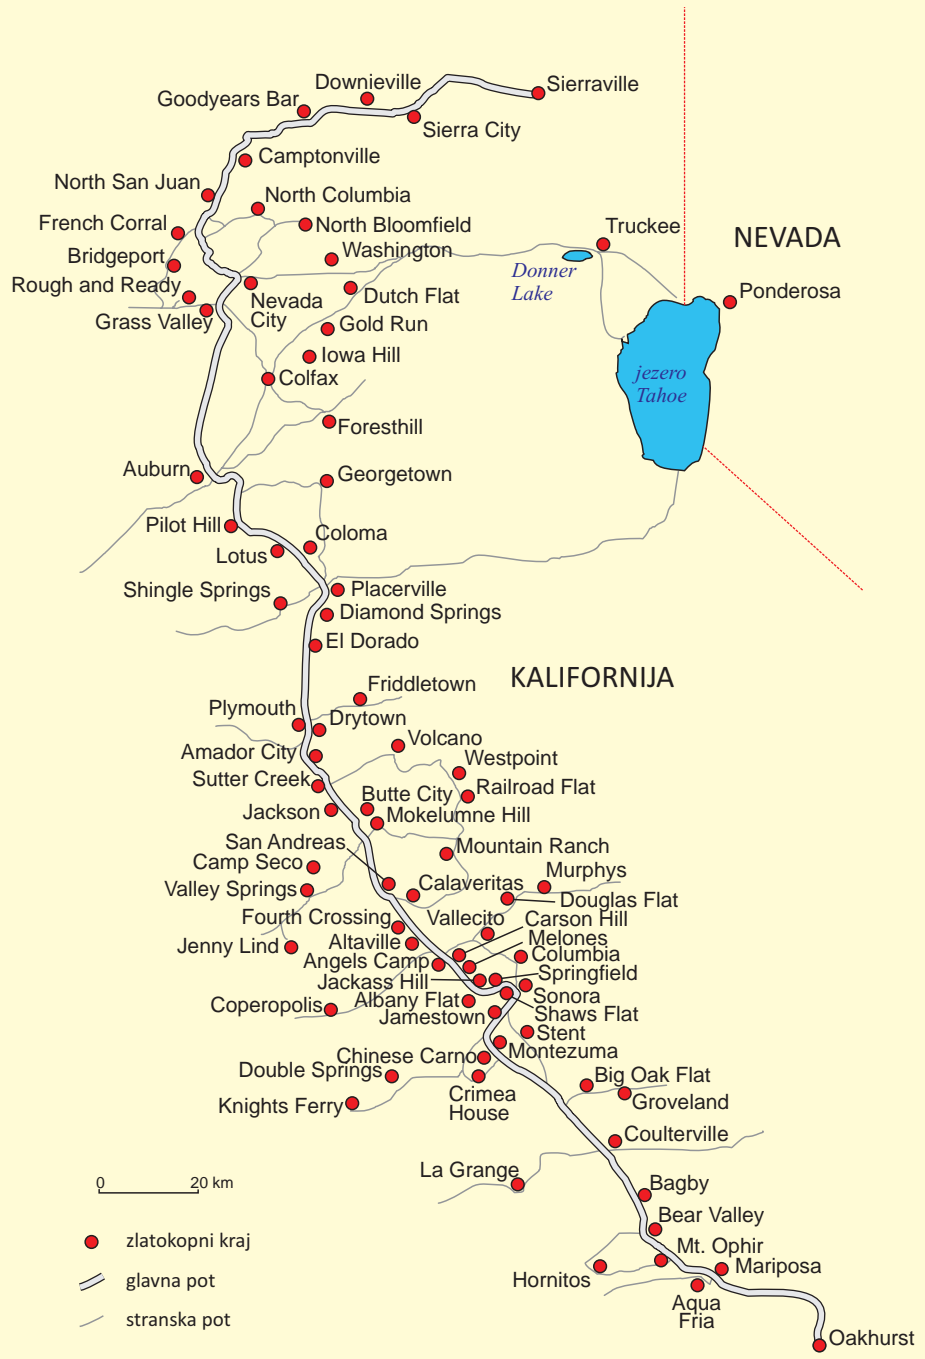 Downieville
Sierraville
Goodyears Bar
Sierra City
Camptonville
North San Juan
North Columbia
French Corral
North Bloomfield
Truckee
NEVADA
Bridgeport
Washington
Donner
Lake
Rough and Ready
Nevada
City
Dutch Flat
Ponderosa
Grass Valley
Gold Run
Iowa Hill
Colfax
jezero
Tahoe
Foresthill
Auburn
Georgetown
Pilot Hill
Coloma
Lotus
Shingle Springs
Placerville
Diamond Springs
El Dorado
KALIFORNIJA
Friddletown
Plymouth
Drytown
Volcano
Amador City
Westpoint
Sutter Creek
Railroad Flat
Butte City
Jackson
Mokelumne Hill
San Andreas
Mountain Ranch
Camp Seco
Murphys
Valley Springs
Calaveritas
Douglas Flat
Fourth Crossing
Vallecito
Carson Hill
Jenny Lind
Altaville
Melones
Angels Camp
Columbia
Jackass Hill
Springfield
Coperopolis
Albany Flat
Sonora
Jamestown
Shaws Flat
Stent
Chinese Carno
Montezuma
Double Springs
Big Oak Flat
Knights Ferry
Crimea
House
Groveland
Coulterville
La Grange
Bagby
0 20 km
Bear Valley
zlatokopni kraj
Mt. Ophir
Hornitos
Mariposa
glavna pot
Aqua
Fria
stranska pot
Oakhurst